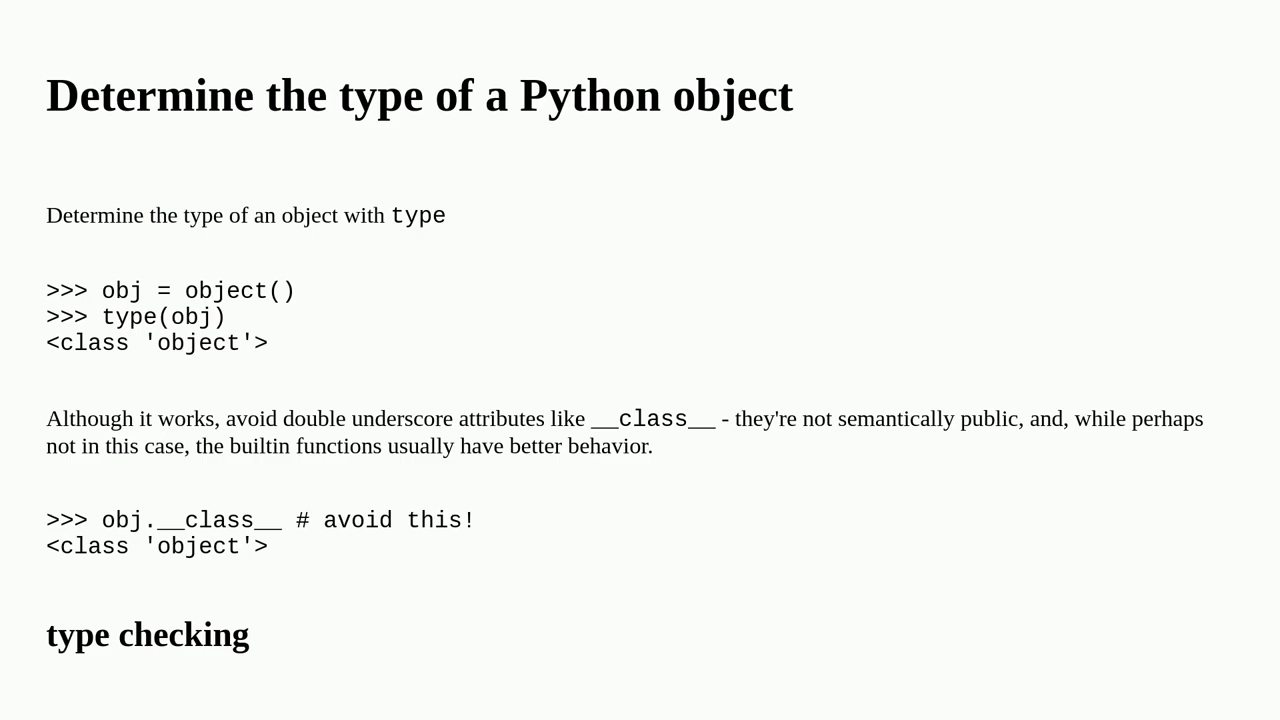 Determine the type of a Python object
Determine the type of an object with type
>>> obj = object()
>>> type(obj)
<class 'object'>
Although it works, avoid double underscore attributes like __class__ - they're not semantically public, and, while perhaps
not in this case, the builtin functions usually have better behavior.
>>> obj.__class__ # avoid this!
<class 'object'>
type checking